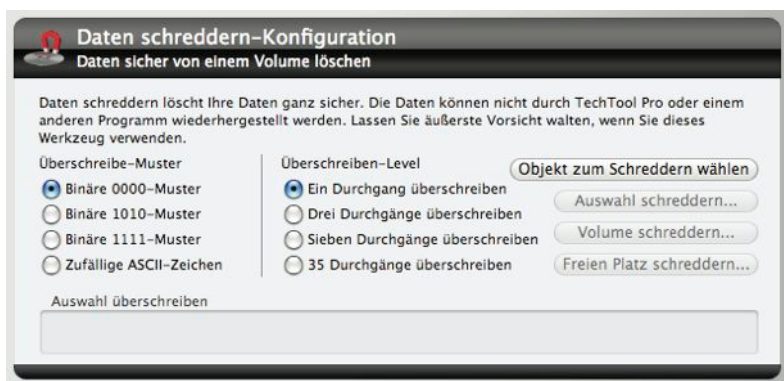 Daten schreddern-Konfiguration
Daten sicher von einem Volume löschen
Daten schreddern löscht Ihre Daten ganz sicher. Die Daten können nicht durch TechTool Pro oder einem
anderen Programm wiederhergestellt werden. Lassen Sie äußerste Vorsicht walten, wenn Sie dieses
Werkzeug verwenden.
Überschreibe-Muster
Binäre 0000-Muster
Binäre 1010-Muster
Binäre 1111-Muster
Zufällige ASCII-Zeichen
Überschreiben-Level
Ein Durchgang überschreiben
Drei Durchgänge überschreiben
Sieben Durchgänge überschreiben
35 Durchgänge überschreiben
Objekt zum Schreddern wählen
Auswahl schreddern...
Volume schreddern...
Freien Platz schreddern...
Auswahl überschreiben